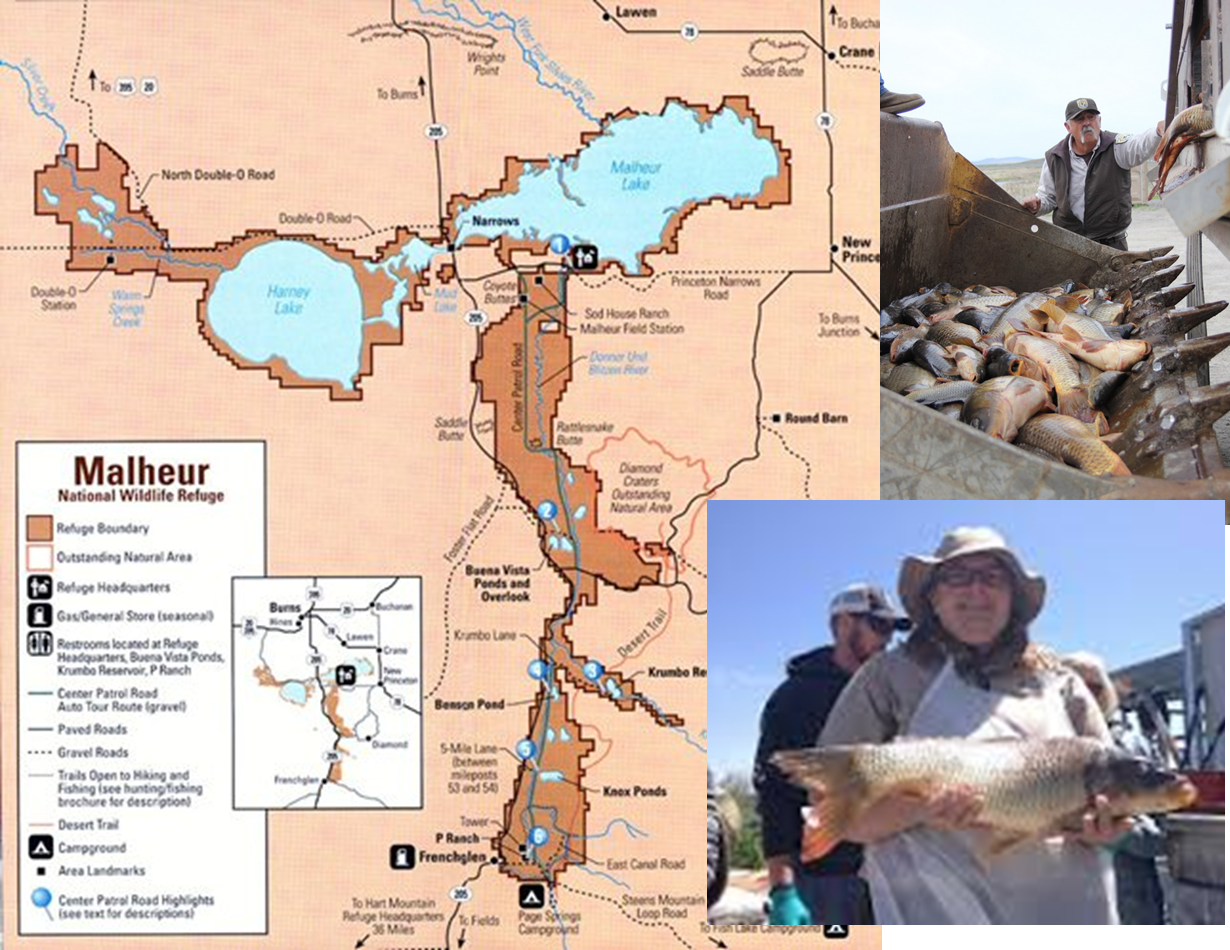 Lawen
78
To Bucha
Crane
Wrights
Point
West Fork Silvies River
Saddle Butte
Silver Creek
To 395 20
To Burns
205
78
North Double-O Road
Malheur
Lake
Double-O Road
Narrows
1
New
Prince
Double-O
Station
Warm
Springs
Creek
Harney
Lake
Mud
Lake
Coyote
Buttes
Princeton Narrows
Road
205
Sod House Ranch
Malheur Field Station
To Burns
Junction
Center Patrol Road
Donner Und
Blitzen River
Saddle
Butte
Rattlesnake
Butte
Round Barn
Diamond
Craters
Outstanding
Natural Area
Foster Flat Road
2
Buena Vista
Ponds and
Overlook
Krumbo Lane
Desert Trail
4
3
Krumbo Re
Benson Pond
5
5-Mile Lane
(between
mileposts
53 and 54)
Knox Ponds
Tower
P Ranch
6
Frenchglen
East Canal Road
205
To Hart Mountain
Refuge Headquarters
36 Miles
To Fields
Page Springs
Campground
Steens Mountain
Loop Road
To Fish Lake Campground
Malheur
National Wildlife Refuge
Refuge Boundary
Outstanding Natural Area
Refuge Headquarters
Gas/General Store (seasonal)
Restrooms located at Refuge
Headquarters, Buena Vista Ponds,
Krumbo Reservoir, P Ranch
Center Patrol Road
Auto Tour Route (gravel)
Paved Roads
Gravel Roads
Trails Open to Hiking and
Fishing (see hunting/fishing
brochure for description)
Desert Trail
Campground
Area Landmarks
Center Patrol Road Highlights
(see text for descriptions)
395
Burns
Hines
20
Buchanan
20
395
78
Lawen
Crane
205
New
Princeton
78
Diamond
205
Frenchglen